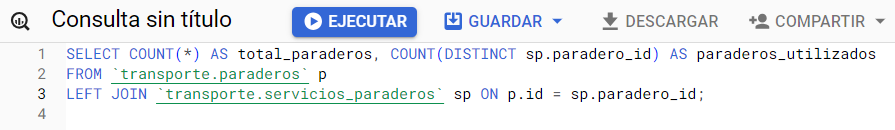 Consulta sin título EJECUTAR GUARDAR DESCARGAR COMPARTIR
1 SELECT COUNT(*) AS total_paraderos, COUNT(DISTINCT sp.paradero_id) AS paraderos_utilizados
2 FROM `transporte.paraderos` p
3 LEFT JOIN `transporte.servicios_paraderos` sp ON p.id = sp.paradero_id;
4